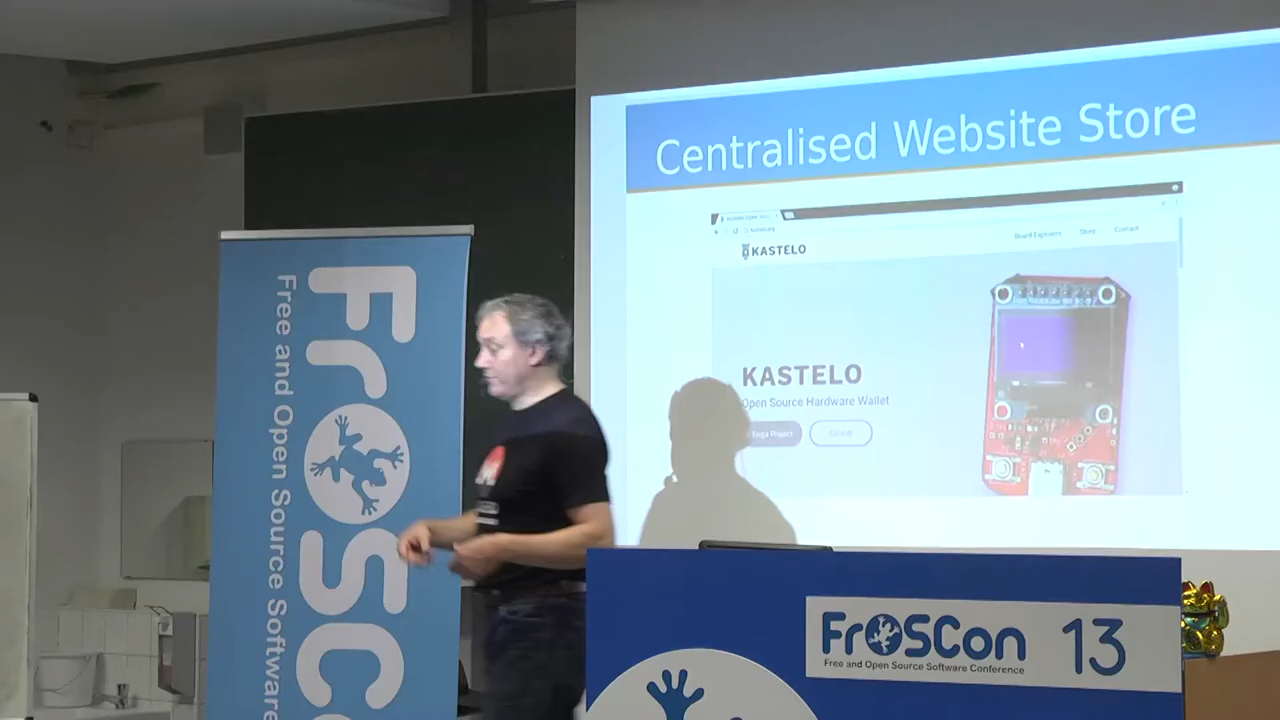 Centralised Website Store
Board Explorers Store Contact
KASTELO
KASTELO
Open Source Hardware Wallet
FrOSCon
Free and Open Source Software
FrOSCon 13
Free and Open Source Software Conference